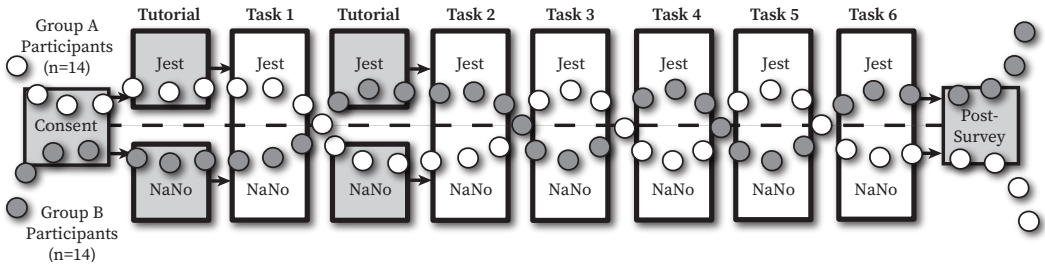 Group A
Participants
(n=14)
Tutorial
Task 1
Tutorial
Task 2
Task 3
Task 4
Task 5
Task 6
Jest
Jest
Jest
Jest
Jest
Jest
Jest
Jest
Consent
Post-
Survey
NaNo
NaNo
NaNo
NaNo
NaNo
NaNo
NaNo
NaNo
Group B
Participants
(n=14)